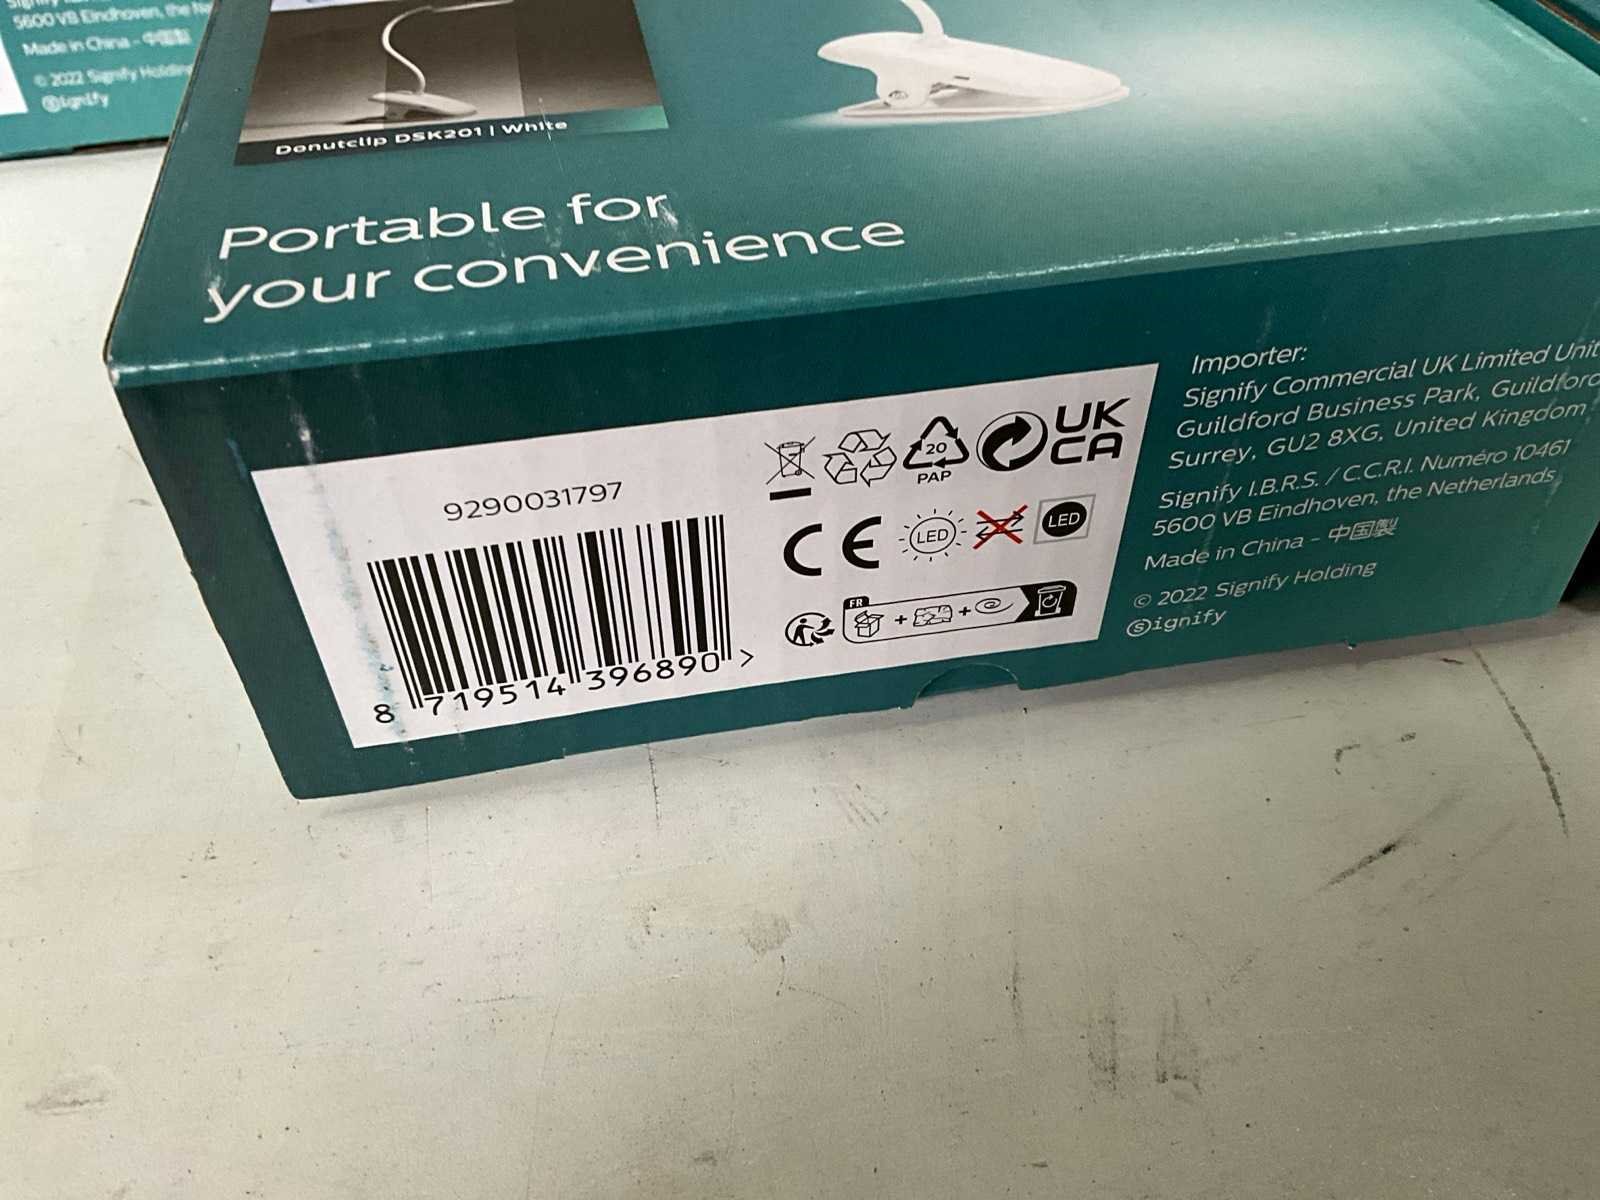 5600 VB Eindhoven, the Ne
Made in China - 中国製
© 2022 Signify Holding
Signify
Donutclip DSK201 | White
Portable for
your convenience
9290031797
8 719514 396890 >
20
PAP
UK
CA
CE
LED
LED
FR
Importer:
Signify Commercial UK Limited Unit
Guildford Business Park, Guildford
Surrey, GU2 8XG, United Kingdom
Signify I.B.R.S. / C.C.R.I. Numéro 10461
5600 VB Eindhoven, the Netherlands
Made in China - 中国製
© 2022 Signify Holding
Signify